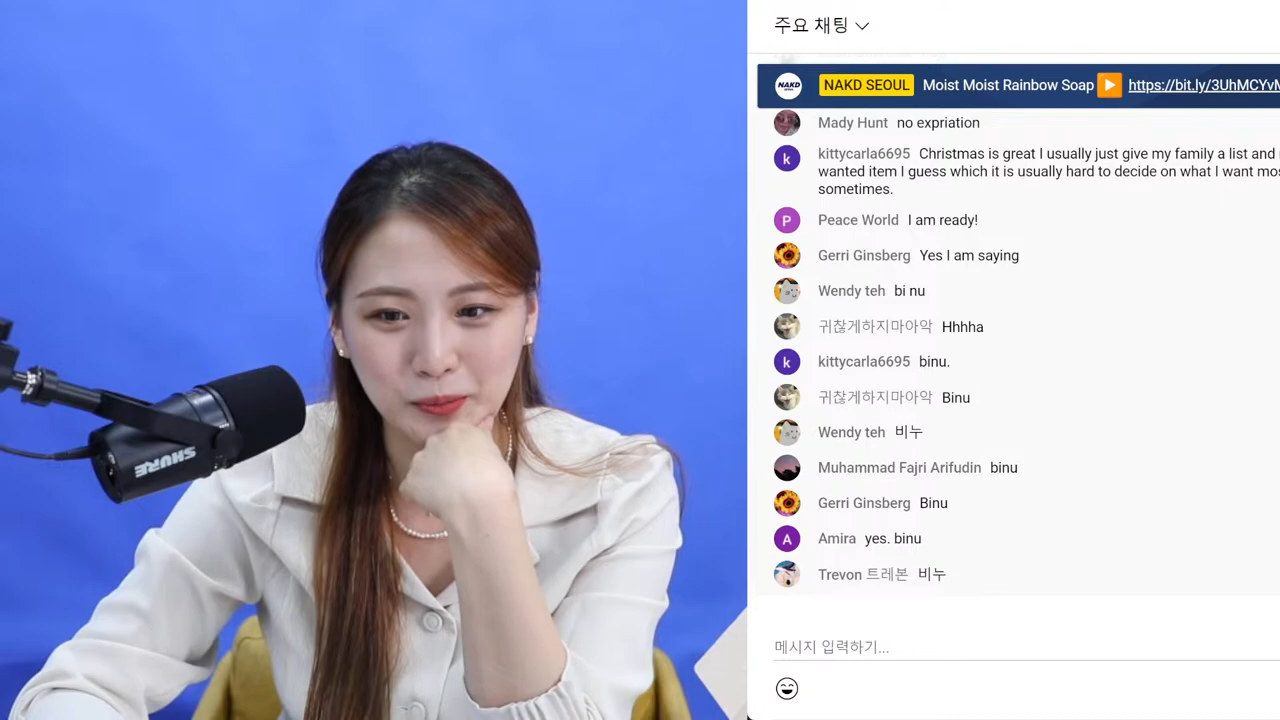 주요 채팅
NAKD SEOUL Moist Moist Rainbow Soap https://bit.ly/3UhMCYvM
NAKD
Mady Hunt no expriation
kittycarla6695 Christmas is great I usually just give my family a list and
wanted item I guess which it is usually hard to decide on what I want
sometimes.
Peace World I am ready!
Gerri Ginsberg Yes I am saying
Wendy teh bi nu
귀찮게하지마아악 Hhhha
kittycarla6695 binu.
귀찮게하지마아악 Binu
Wendy teh 비누
Muhammad Fajri Arifudin binu
Gerri Ginsberg Binu
Amira yes. binu
Trevon 트레본 비누
메시지 입력하기...
k
P
k
A
SHURE